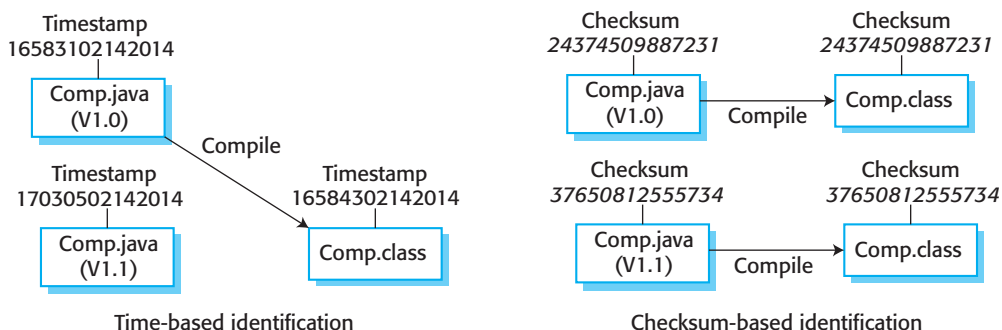 Timestamp
16583102142014
Comp.java
(V1.0)
Compile
Timestamp
17030502142014
Comp.java
(V1.1)
Timestamp
16584302142014
Comp.class
Time-based identification
Checksum
24374509887231
Comp.java
(V1.0)
Compile
Checksum
24374509887231
Comp.class
Checksum
37650812555734
Comp.java
(V1.1)
Compile
Checksum
37650812555734
Comp.class
Checksum-based identification